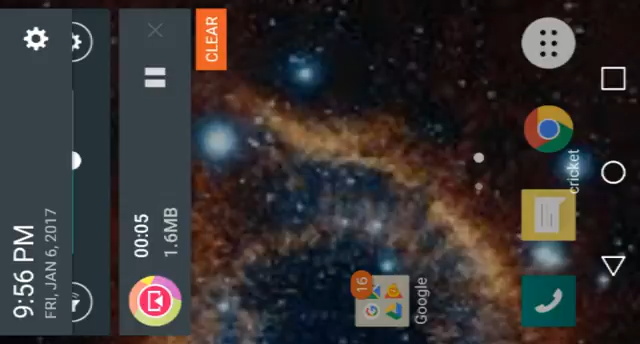 9:56 PM
FRI, JAN 6, 2017
00:05
1.6MB
CLEAR
16
Google
cricket